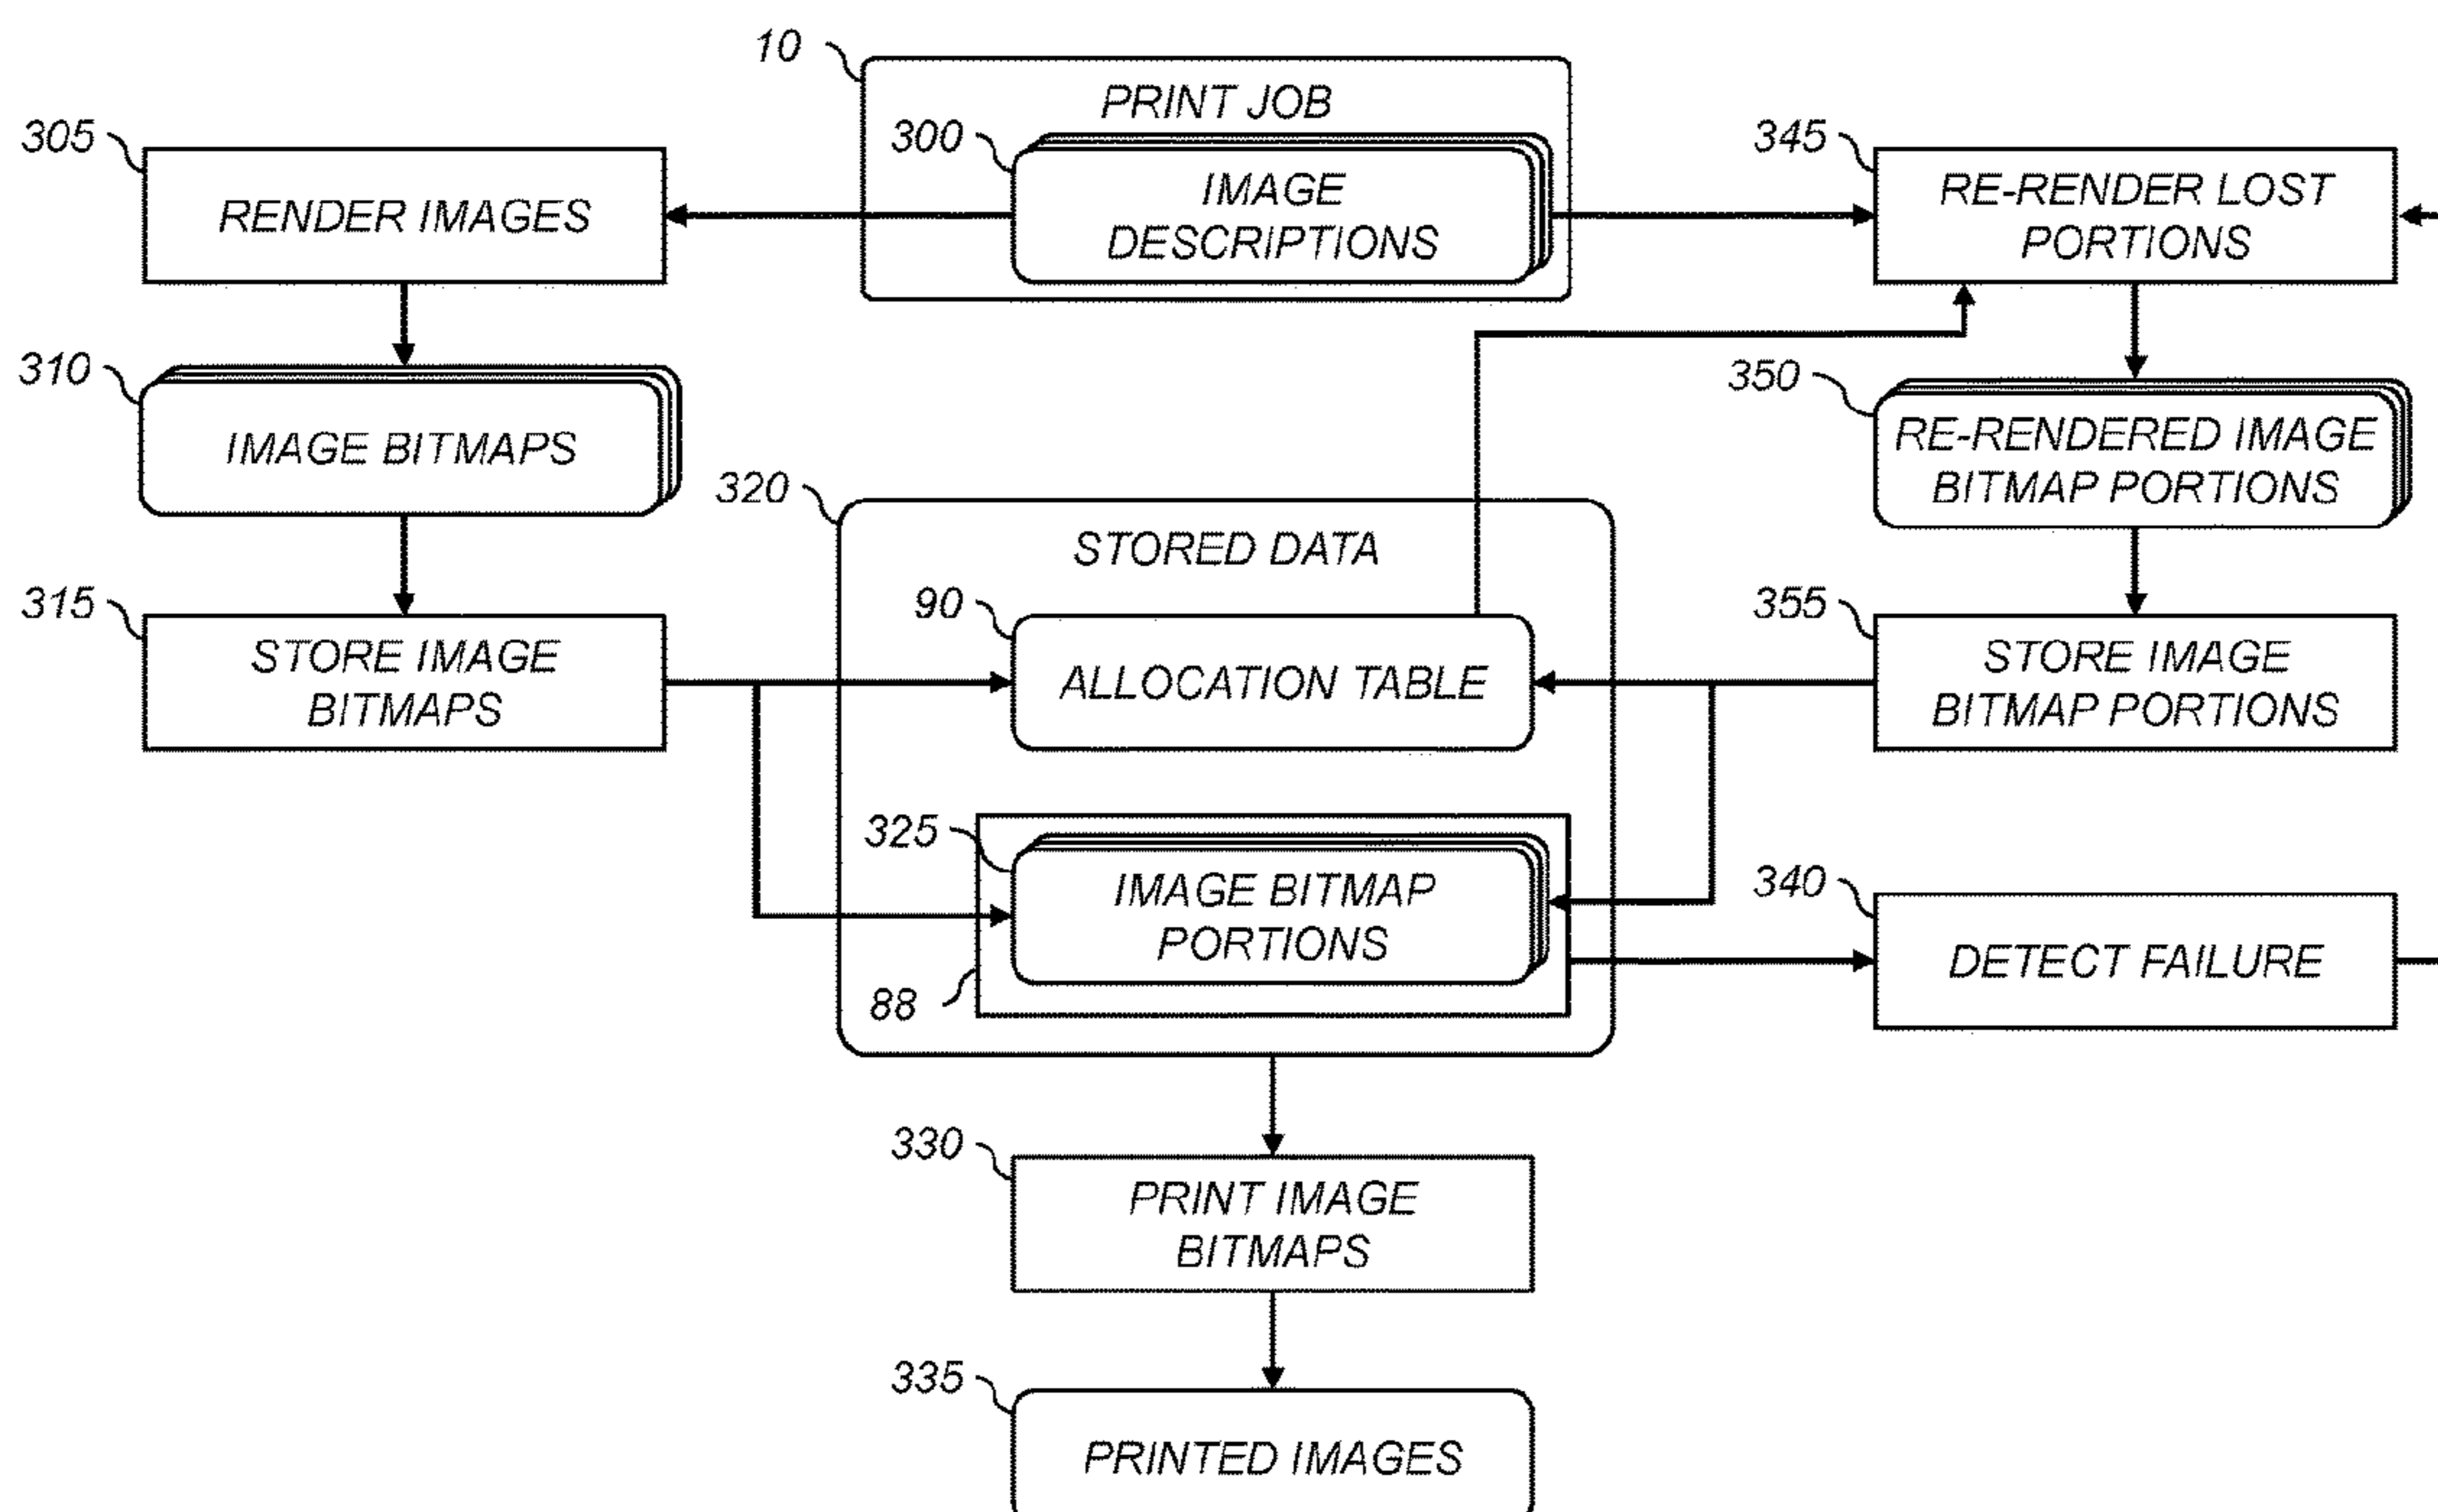 10
PRINT JOB
305
300
345
RENDER IMAGES
IMAGE
DESCRIPTIONS
RE-RENDER LOST
PORTIONS
310
IMAGE BITMAPS
350
RE-RENDERED IMAGE
BITMAP PORTIONS
320
STORED DATA
315
STORE IMAGE
BITMAPS
90
ALLOCATION TABLE
355
STORE IMAGE
BITMAP PORTIONS
325
IMAGE BITMAP
PORTIONS
88
340
DETECT FAILURE
330
PRINT IMAGE
BITMAPS
335
PRINTED IMAGES